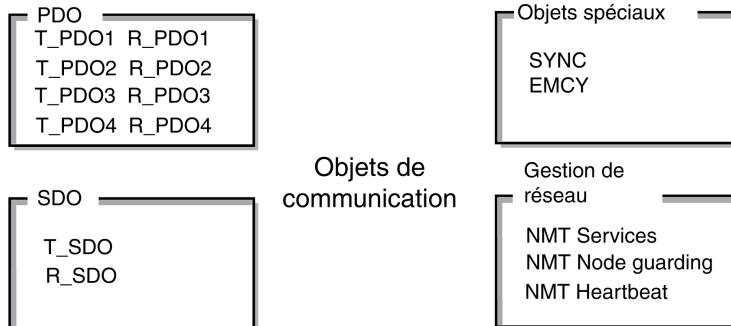 PDO
T_PDO1 R_PDO1
T_PDO2 R_PDO2
T_PDO3 R_PDO3
T_PDO4 R_PDO4
Objets spéciaux
SYNC
EMCY
Objets de
communication
SDO
T_SDO
R_SDO
Gestion de
réseau
NMT Services
NMT Node guarding
NMT Heartbeat